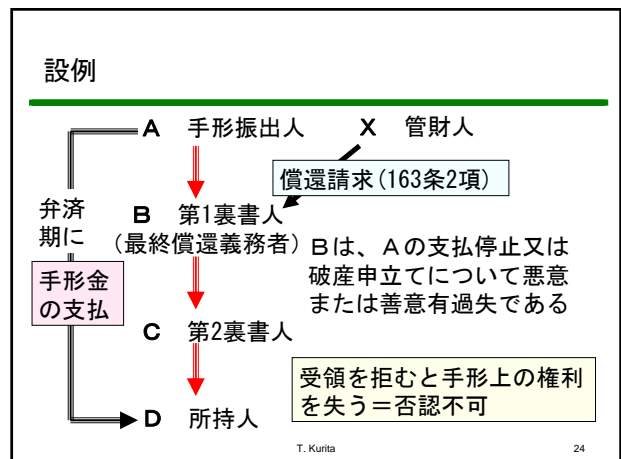 設例
A 手形振出人 X 管財人
償還請求(163条2項)
弁済
期に
B 第1裏書人
(最終償還義務者)
Bは、Aの支払停止又は
破産申立てについて悪意
または善意有過失である
手形金
の支払
C 第2裏書人
受領を拒むと手形上の権利
を失う＝否認不可
D 所持人
T. Kurita 24